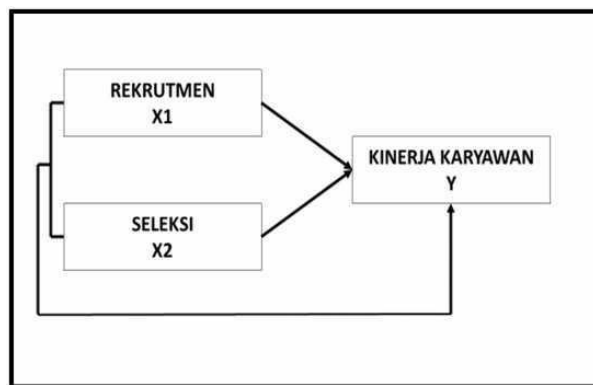 REKRUTMEN
X1
KINERJA KARYAWAN
Y
SELEKSI
X2